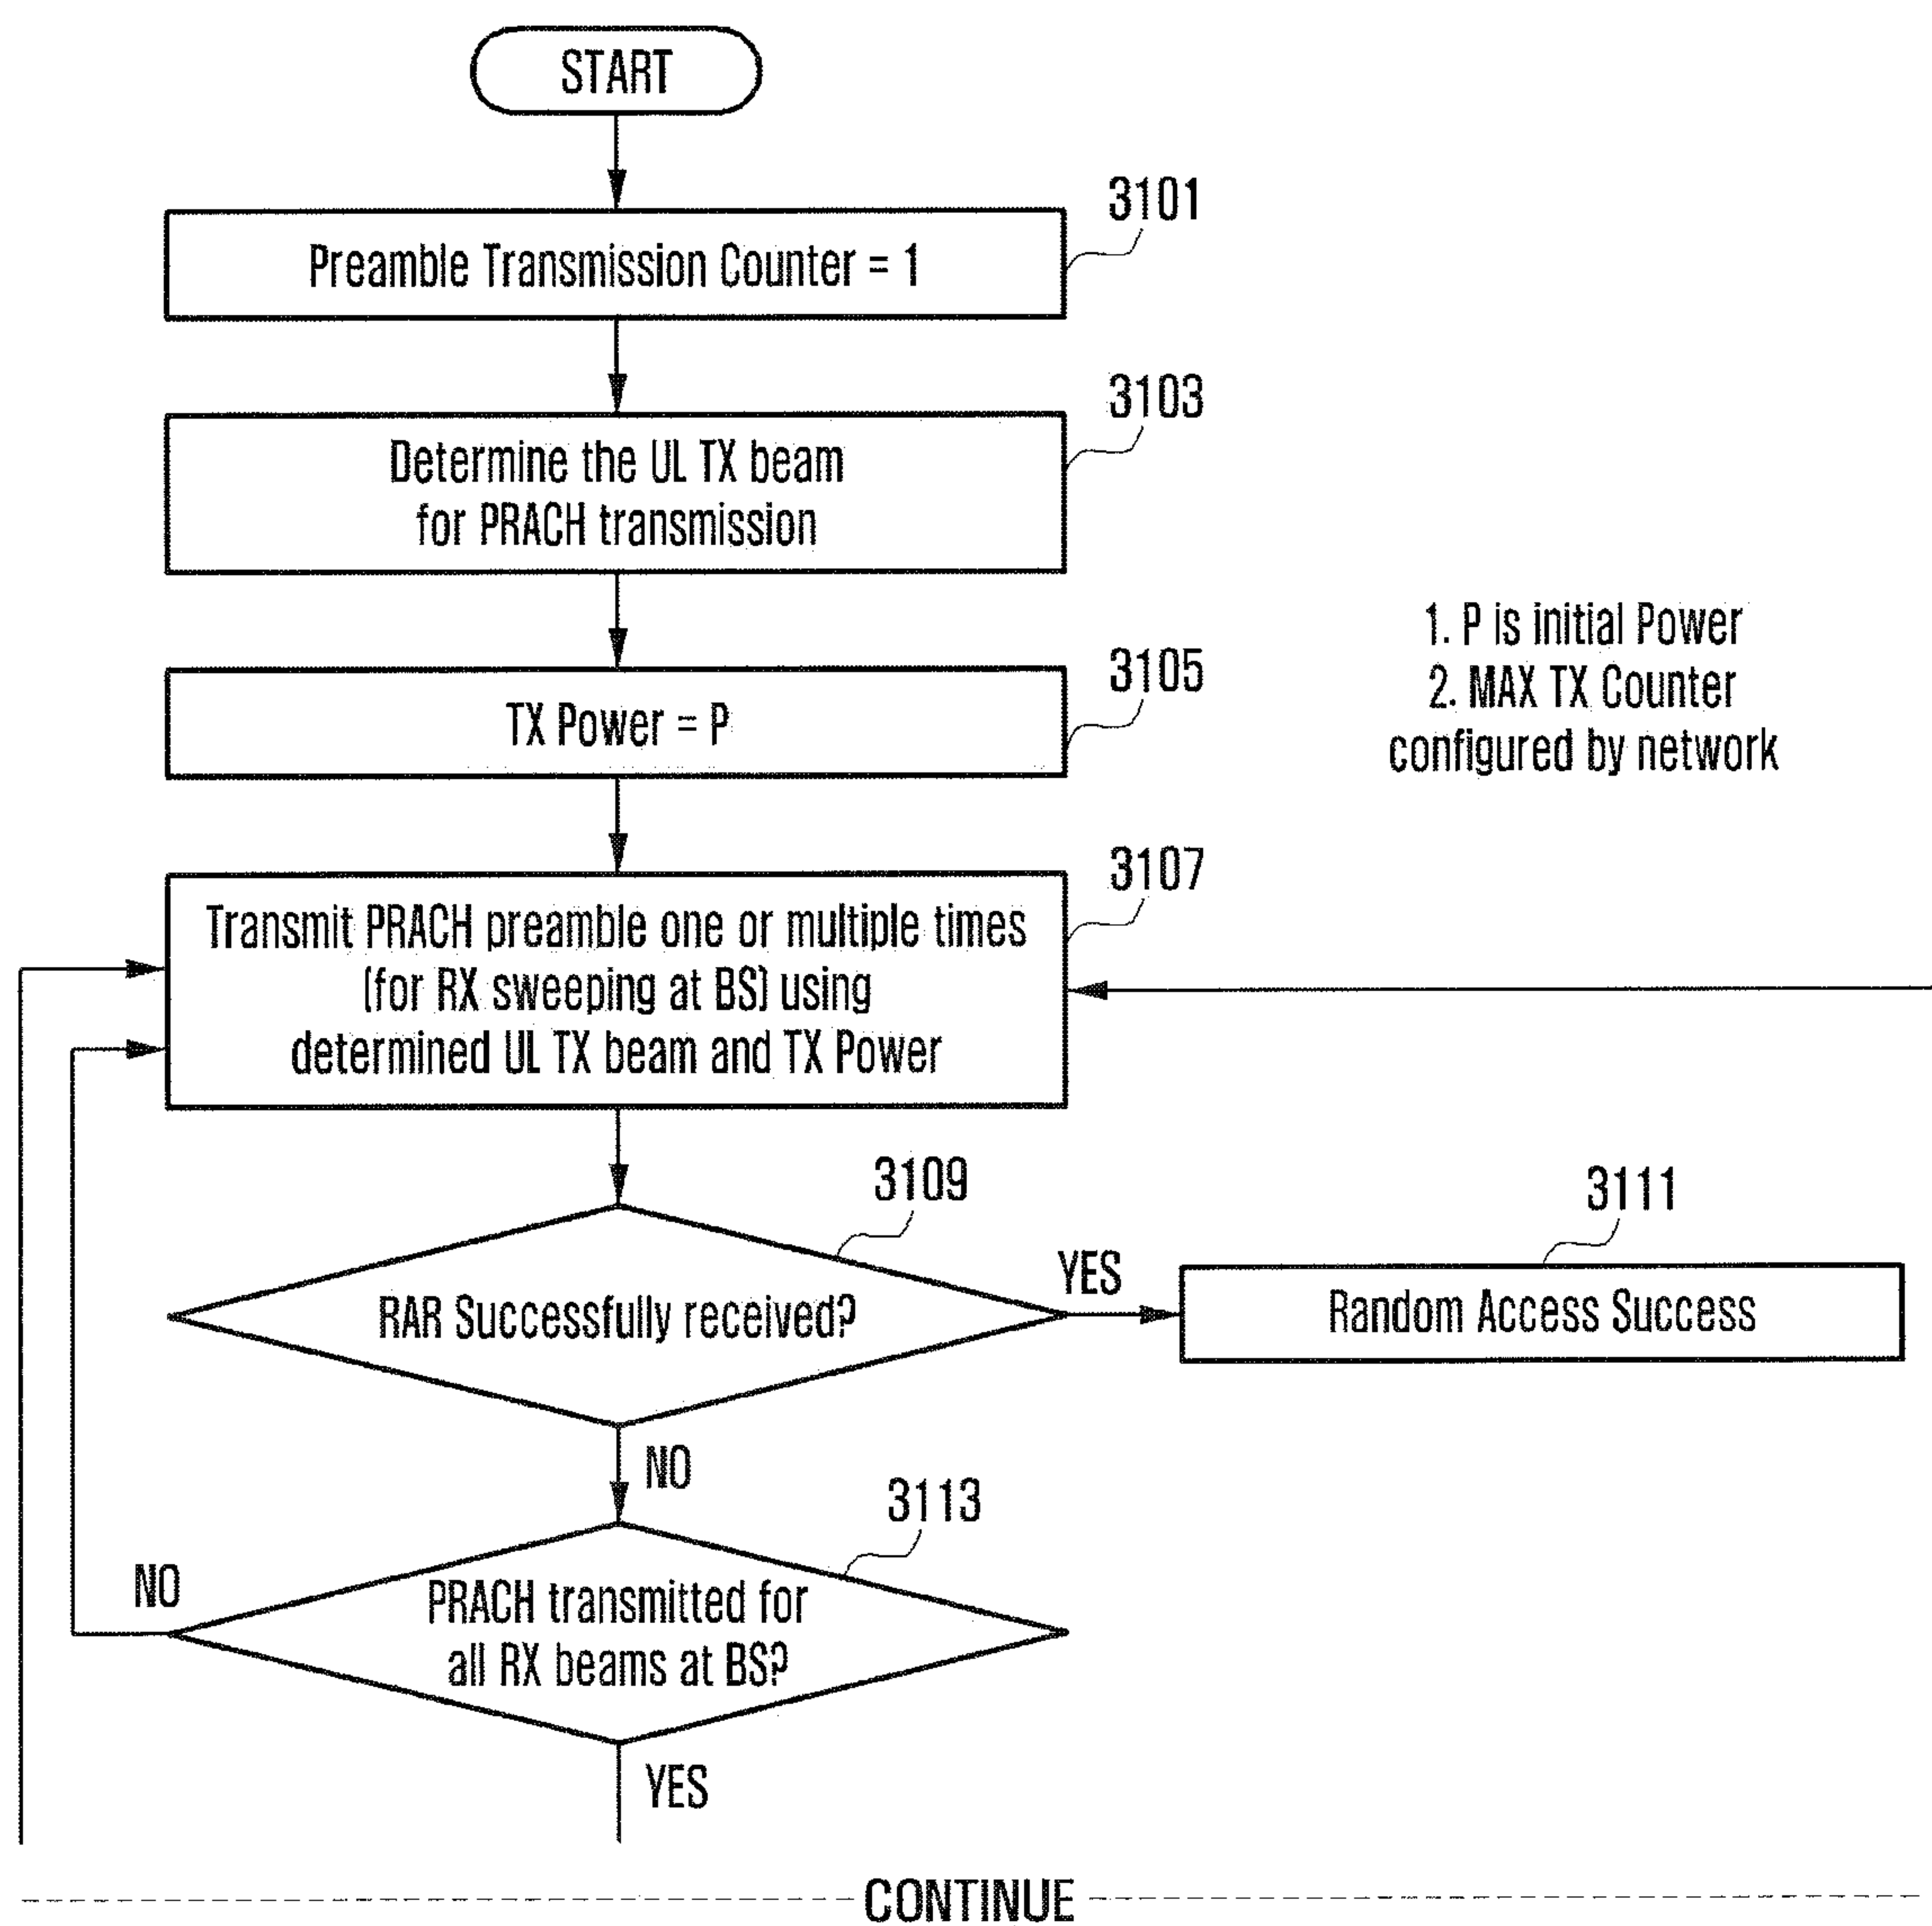 START
3101
Preamble Transmission Counter = 1
3103
Determine the UL TX beam
for PRACH transmission
3105
TX Power = P
1. P is initial Power
2. MAX TX Counter
configured by network
3107
Transmit PRACH preamble one or multiple times
(for RX sweeping at BS) using
determined UL TX beam and TX Power
3109
RAR Successfully received?
YES
3111
Random Access Success
NO
3113
PRACH transmitted for
all RX beams at BS?
NO
YES
CONTINUE